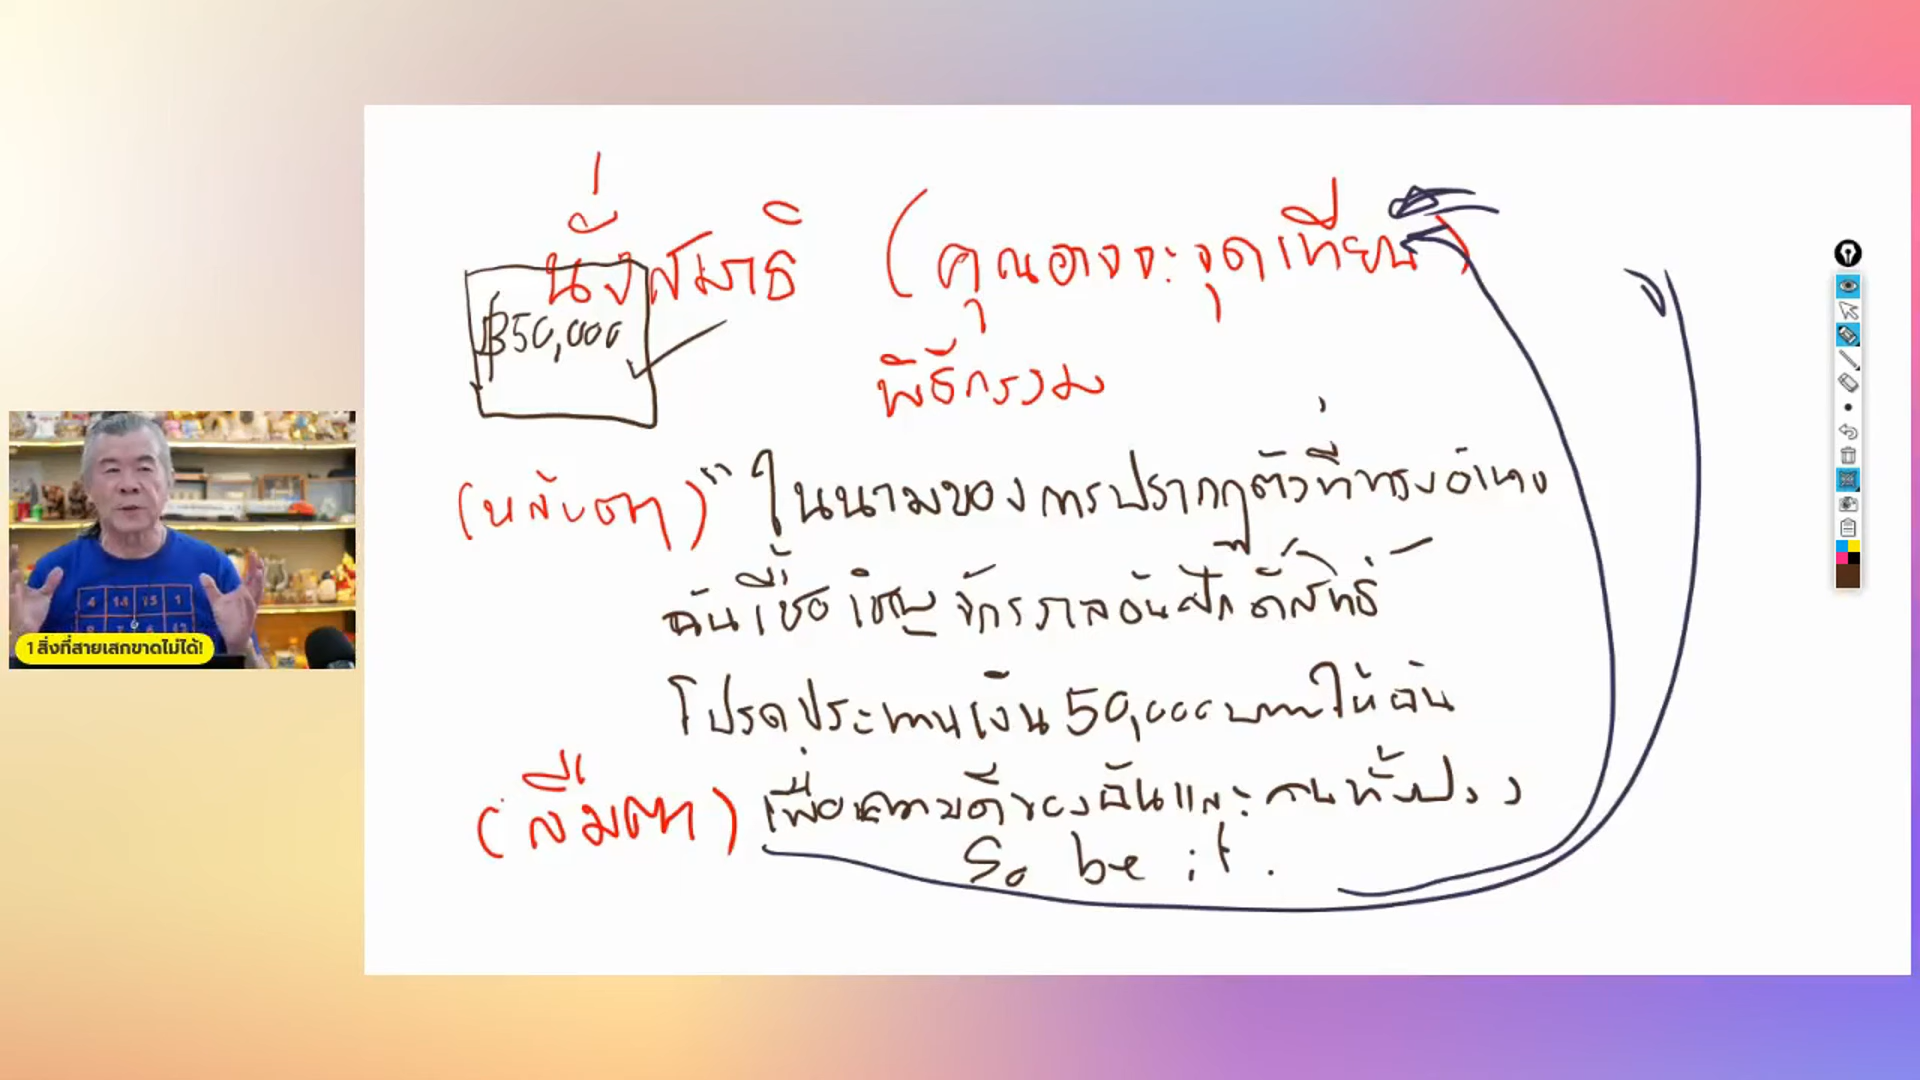 นั่งสมาธิ (คุณอาจจะจุดเทียน)
฿50,000
พิธีกรรม
(หลับตา) "ในนามของการปรากฏตัวที่ทรงอำนาจ
ฉันเชื้อเชิญจักรวาลอันศักดิ์สิทธิ์
โปรดประทานเงิน 50,000 บาทให้ฉัน
(ลืมตา) เพื่อความดีของฉันและคนทั้งปวง
So be it.
4 14 15 1
1 สิ่งที่สายเสกขาดไม่ได้!